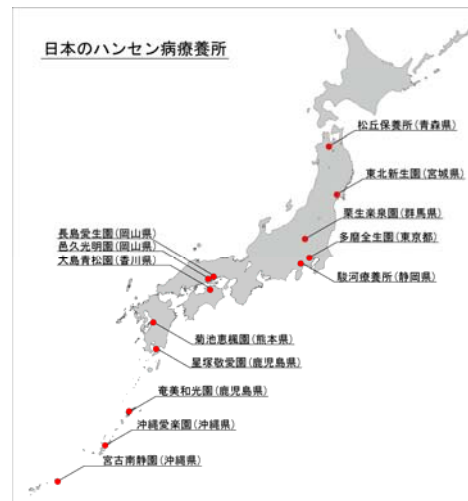 日本のハンセン病療養所
松丘保養所(青森県)
東北新生園(宮城県)
栗生楽泉園(群馬県)
多磨全生園(東京都)
駿河療養所(静岡県)
長島愛生園(岡山県)
邑久光明園(岡山県)
大島青松園(香川県)
菊池恵楓園(熊本県)
星塚敬愛園(鹿児島県)
奄美和光園(鹿児島県)
沖縄愛楽園(沖縄県)
宮古南静園(沖縄県)